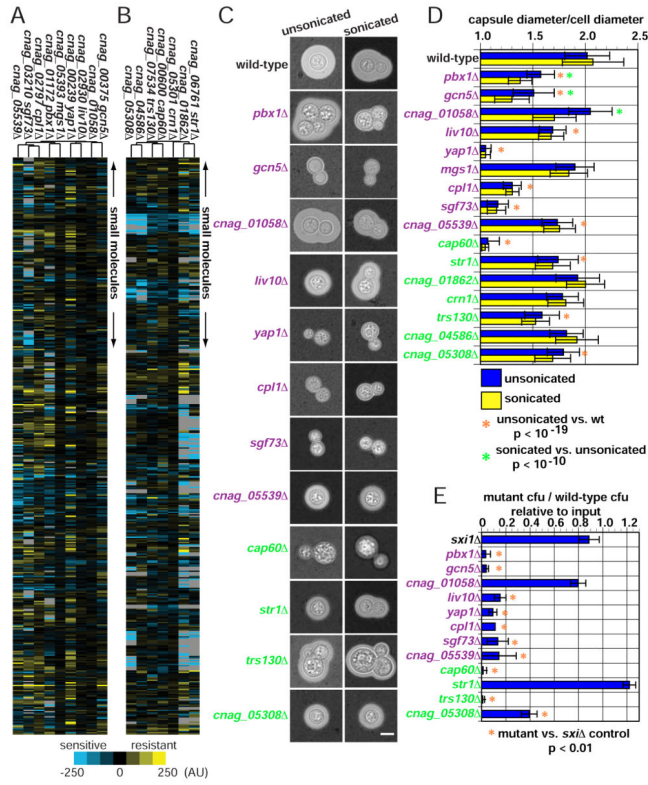 A
cnag_05539Δ
cnag_03210 sgf73Δ
cnag_02797 cpl1Δ
cnag_01172 pbx1Δ
cnag_05393 mgs1Δ
cnag_00239 yap1Δ
cnag_02590 liv10Δ
cnag_01058Δ
cnag_00375 gcn5Δ
small molecules
B
cnag_05308Δ
cnag_04586Δ
cnag_07534 trs130Δ
cnag_00600 cap60Δ
cnag_05301 crn1Δ
cnag_01862Δ
cnag_06761 str1Δ
small molecules
sensitive resistant
-250 0 250 (AU)
C
unsonicated sonicated
wild-type
pbx1Δ
gcn5Δ
cnag_01058Δ
liv10Δ
yap1Δ
cpl1Δ
sgf73Δ
cnag_05539Δ
cap60Δ
str1Δ
trs130Δ
cnag_05308Δ
D
capsule diameter/cell diameter
1.0 1.5 2.0 2.5
wild-type
pbx1Δ * *
gcn5Δ * *
cnag_01058Δ *
liv10Δ *
yap1Δ *
mgs1Δ
cpl1Δ *
sgf73Δ *
cnag_05539Δ *
cap60Δ *
str1Δ *
cnag_01862Δ
crn1Δ
trs130Δ *
cnag_04586Δ
cnag_05308Δ *
unsonicated
sonicated
* unsonicated vs. wt
p < 10-19
* sonicated vs. unsonicated
p < 10-10
E
mutant cfu / wild-type cfu
relative to input
0 0.2 0.4 0.6 0.8 1.0 1.2
sxi1Δ
pbx1Δ *
gcn5Δ *
cnag_01058Δ
liv10Δ *
yap1Δ *
cpl1Δ *
sgf73Δ *
cnag_05539Δ *
cap60Δ *
str1Δ
trs130Δ *
cnag_05308Δ *
* mutant vs. sxiΔ control
p < 0.01